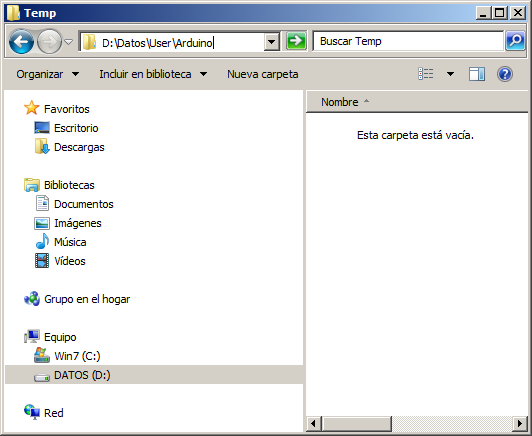 Temp
D:\Datos\User\Arduino
Buscar Temp
Organizar Incluir en biblioteca Nueva carpeta
Favoritos
Escritorio
Descargas
Bibliotecas
Documentos
Imágenes
Música
Vídeos
Grupo en el hogar
Equipo
Win7 (C:)
DATOS (D:)
Red
Nombre
Esta carpeta está vacía.